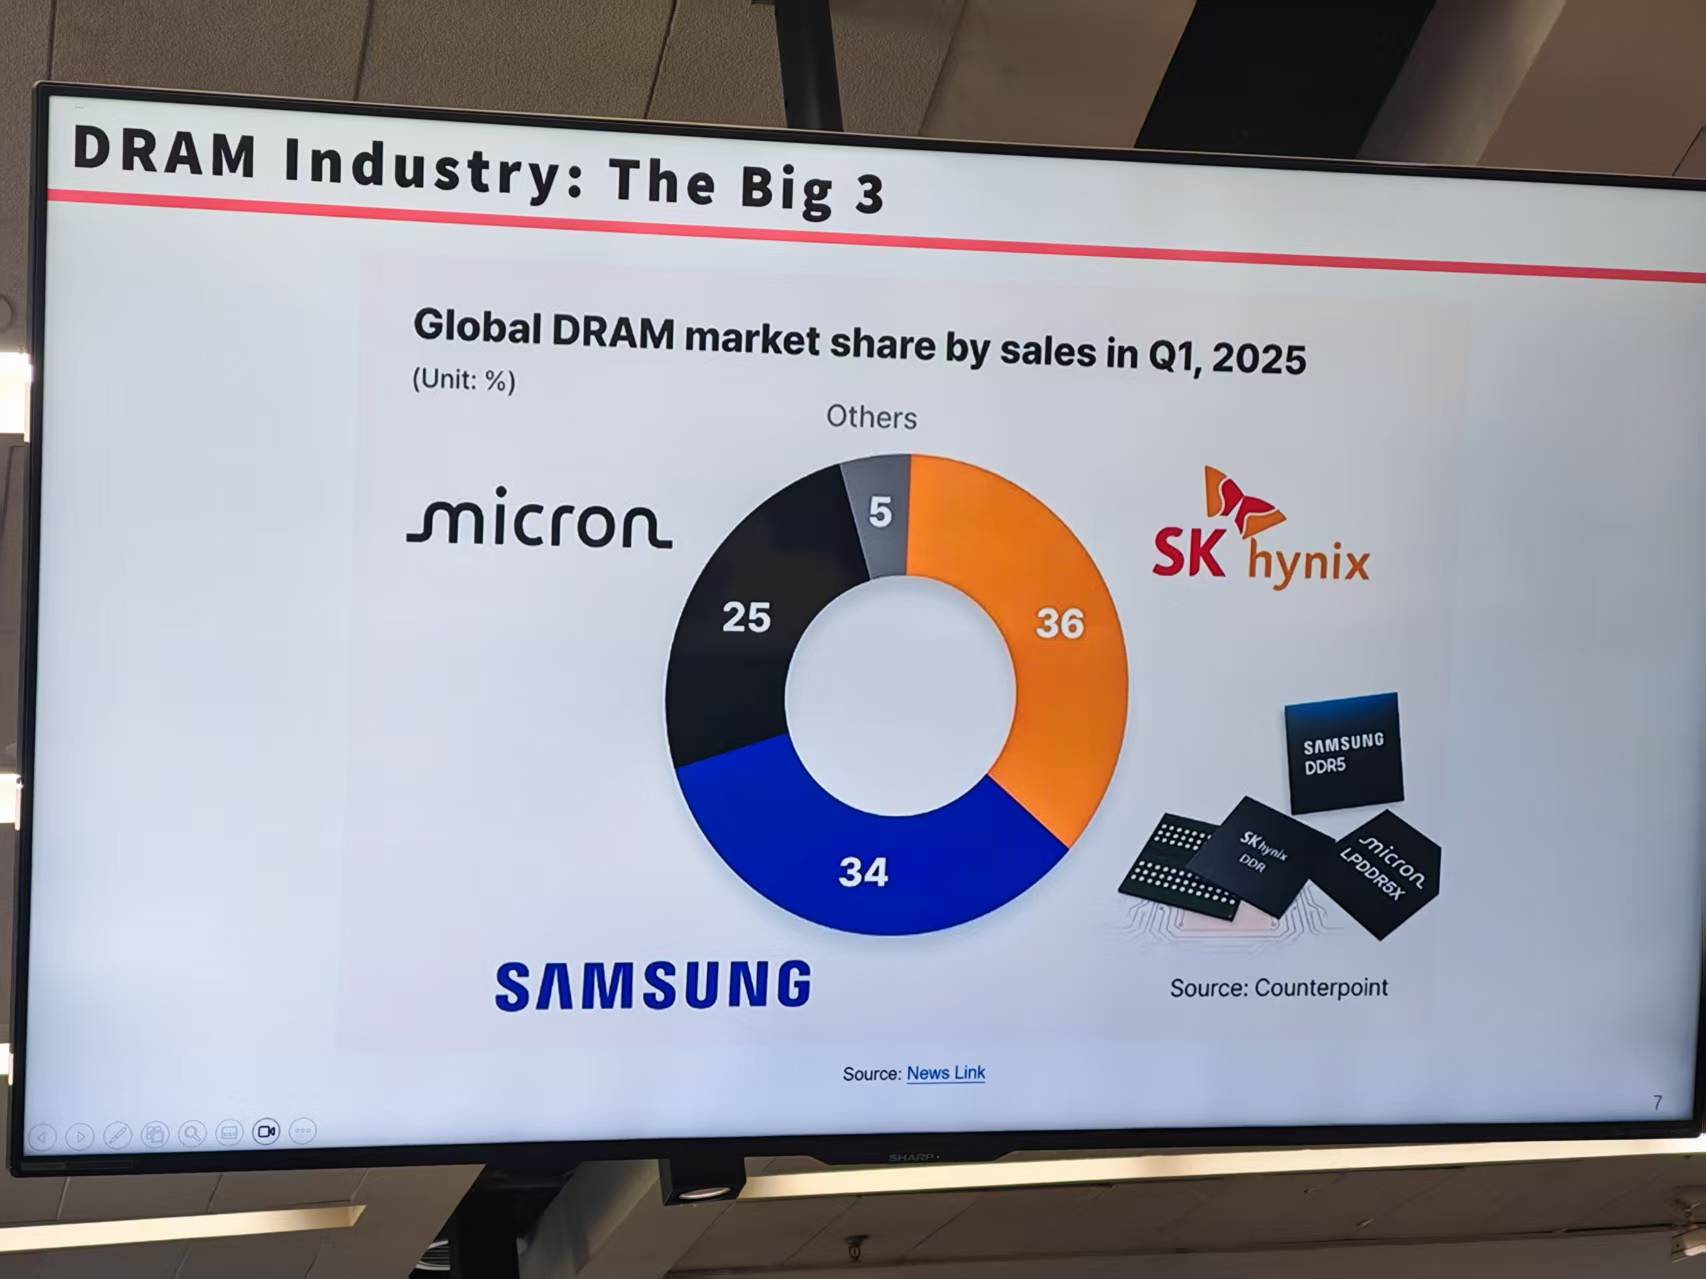 DRAM Industry: The Big 3
Global DRAM market share by sales in Q1, 2025
(Unit: %)
Others
micron
SK hynix
5
25
36
34
SAMSUNG
DDR5
SK hynix
DDR
micron
LPDDR5X
SAMSUNG
Source: Counterpoint
Source: News Link
7
SHARP